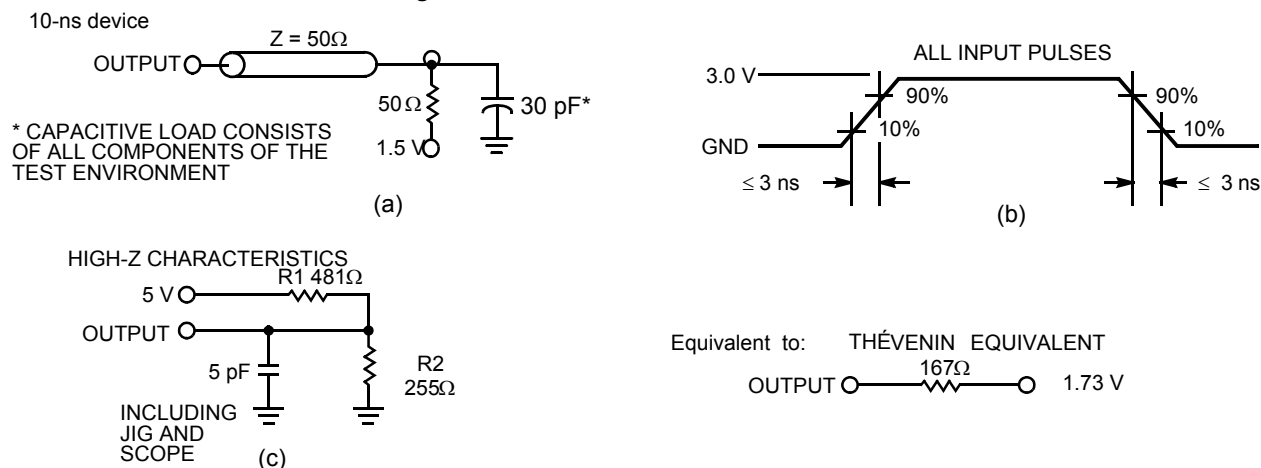 10-ns device
OUTPUT
Z = 50Ω
50 Ω
30 pF*
1.5 V
* CAPACITIVE LOAD CONSISTS
OF ALL COMPONENTS OF THE
TEST ENVIRONMENT
(a)
ALL INPUT PULSES
3.0 V
90%
90%
10%
10%
GND
≤ 3 ns
≤ 3 ns
(b)
HIGH-Z CHARACTERISTICS
R1 481Ω
5 V
OUTPUT
5 pF
R2
255Ω
INCLUDING
JIG AND
SCOPE
(c)
Equivalent to: THÉVENIN EQUIVALENT
167Ω
OUTPUT
1.73 V